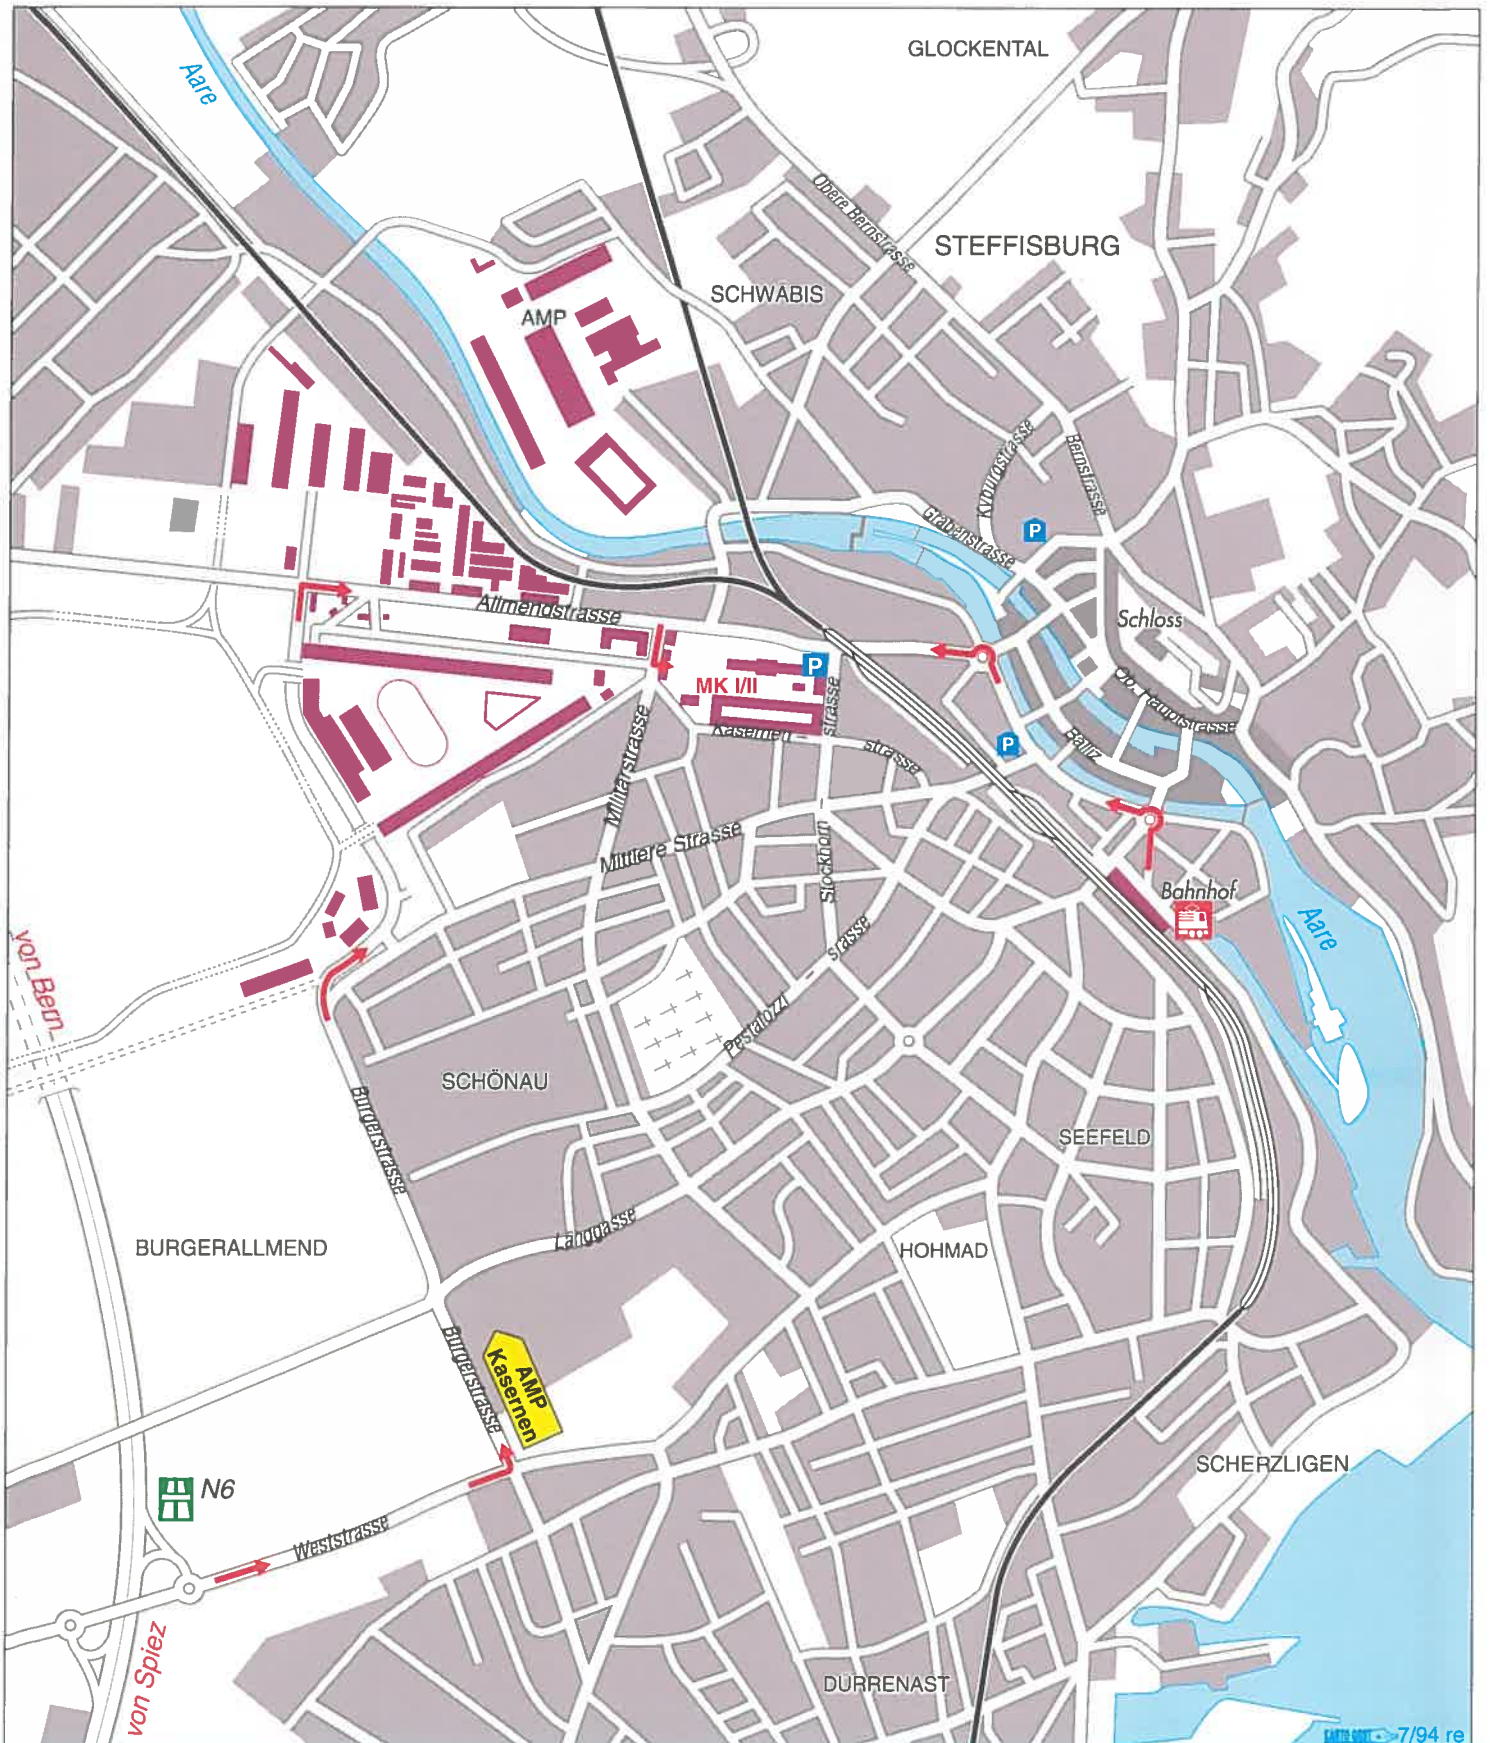 GLOCKENTAL
Aare
Obere Bernstrasse
STEFFISBURG
SCHWÄBIS
AMP
Kyburgstrasse
Bernstrasse
Grabenstrasse
P
Allmendstrasse
Schloss
P
MK I/II
Oberhauptstrasse
Kasernen - strasse
strasse
P
Bälliz
Militärstrasse
Mittlere Strasse
Stockhorn -
Bahnhof
Aare
von Bern
Pestalozzi - strasse
SCHÖNAU
Burgerstrasse
SEEFELD
Länggasse
BURGERALLMEND
HOHMAD
Burgerstrasse
AMP
Kasernen
N6
SCHERZLIGEN
Weststrasse
von Spiez
DÜRRENAST
7/94 re